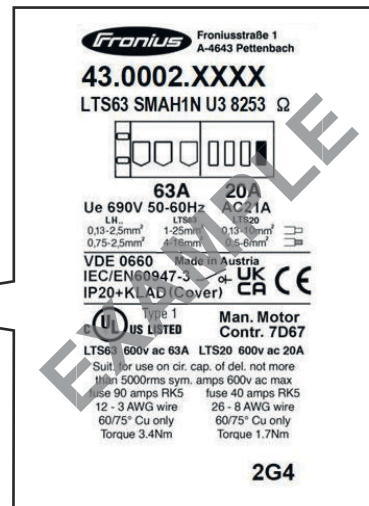 Fronius Froniusstraße 1
A-4643 Pettenbach
43.0002.XXXX
LTS63 SMAH1N U3 8253 Ω
63A 20A
Ue 690V 50-60Hz AC21A
LH.. LTS63 LTS20
0,13-2,5mm² 1-25mm² 0,13-10mm²
0,75-2,5mm² 4-16mm² 0,5-6mm²
VDE 0660 Made in Austria
IEC/EN60947-3 UK CA CE
IP20+KLAD(Cover)
C UL US LISTED Type 1 Man. Motor
Contr. 7D67
LTS63 600v ac 63A LTS20 600v ac 20A
Suit. for use on cir. cap. of del. not more
than 5000rms sym. amps 600v ac max
fuse 90 amps RK5 fuse 40 amps RK5
12 - 3 AWG wire 26 - 8 AWG wire
60/75° Cu only 60/75° Cu only
Torque 3.4Nm Torque 1.7Nm
2G4
EXAMPLE